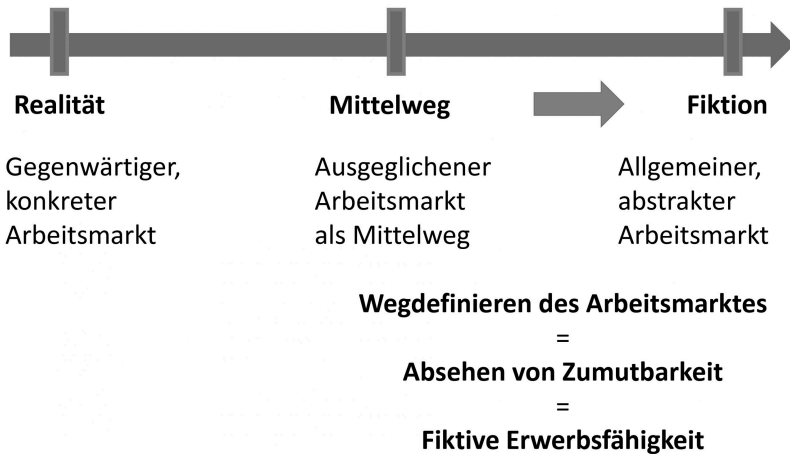 Realität
Mittelweg
Fiktion
Gegenwärtiger,
konkreter
Arbeitsmarkt
Ausgeglichener
Arbeitsmarkt
als Mittelweg
Allgemeiner,
abstrakter
Arbeitsmarkt
Wegdefinieren des Arbeitsmarktes
=
Absehen von Zumutbarkeit
=
Fiktive Erwerbsfähigkeit